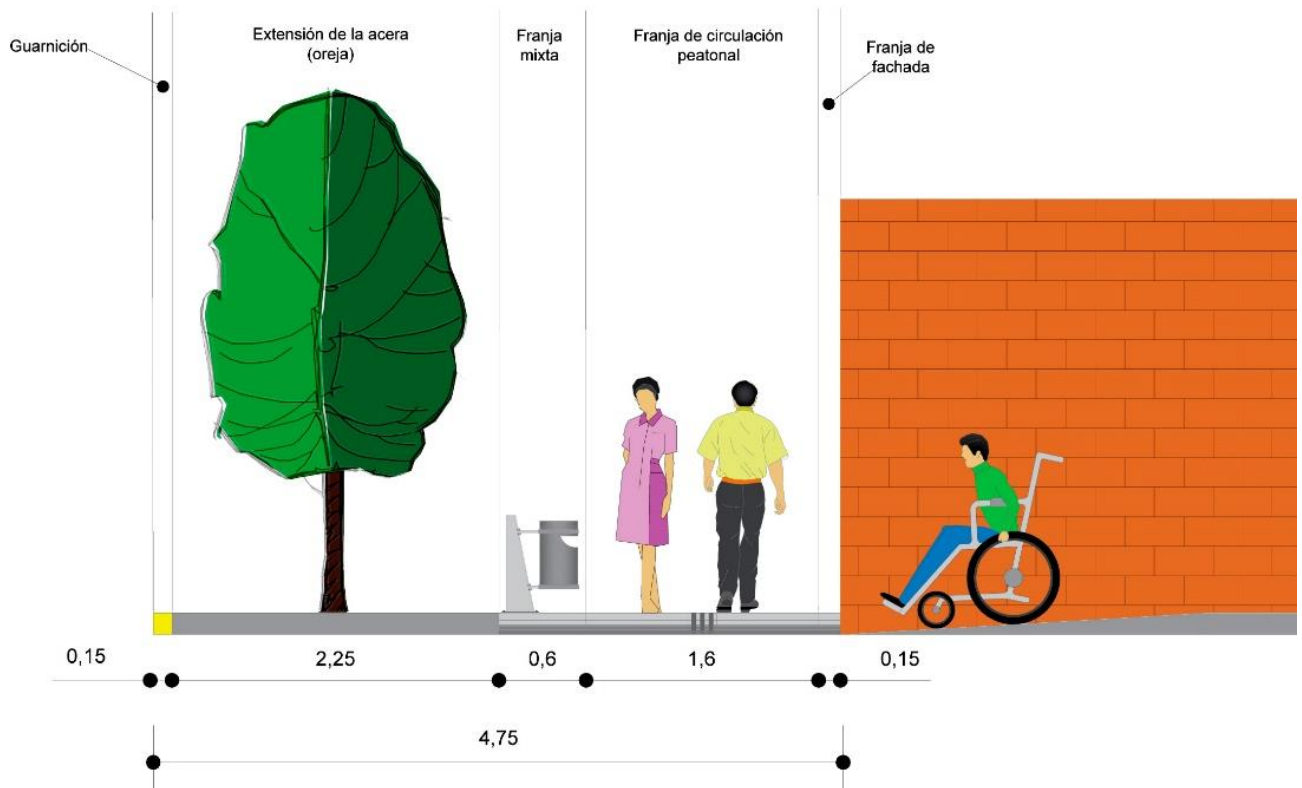 Guarnición
Extensión de la acera
(oreja)
Franja
mixta
Franja de circulación
peatonal
Franja de
fachada
0,15
2,25
0,6
1,6
0,15
4,75